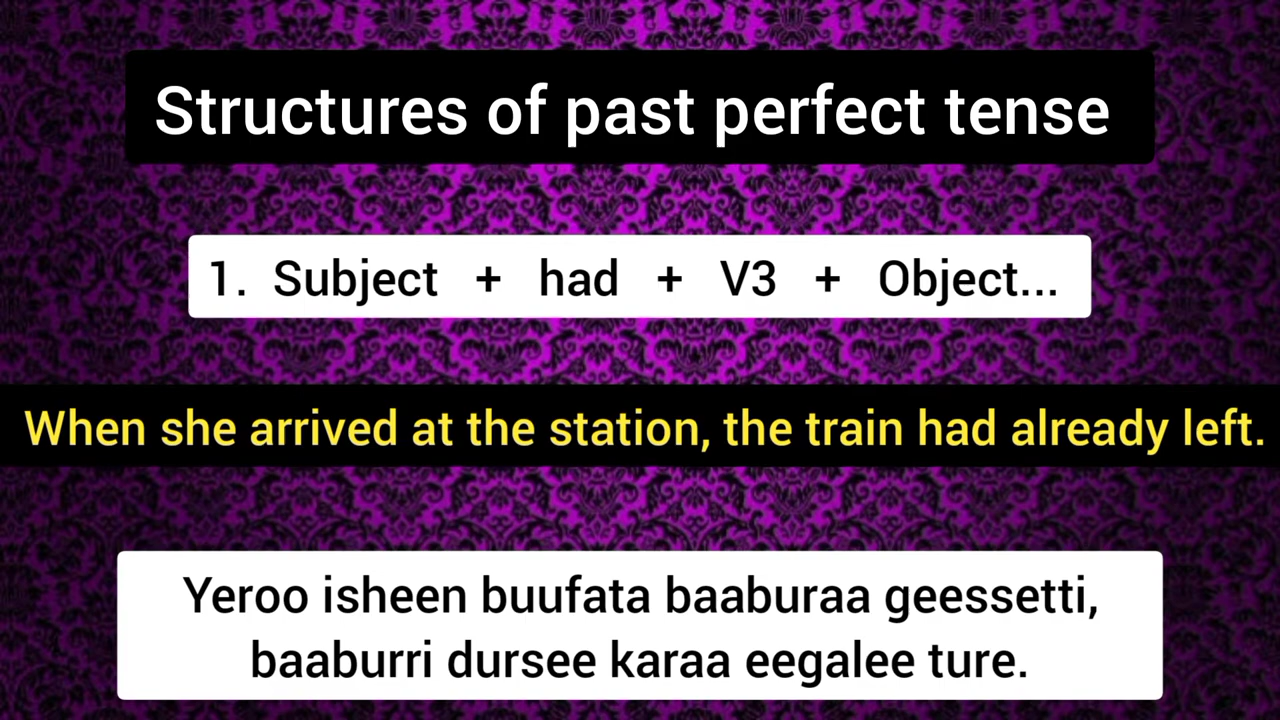 Structures of past perfect tense
1. Subject + had + V3 + Object...
When she arrived at the station, the train had already left.
Yeroo isheen buufata baaburaa geessetti,
baaburri dursee karaa eegalee ture.